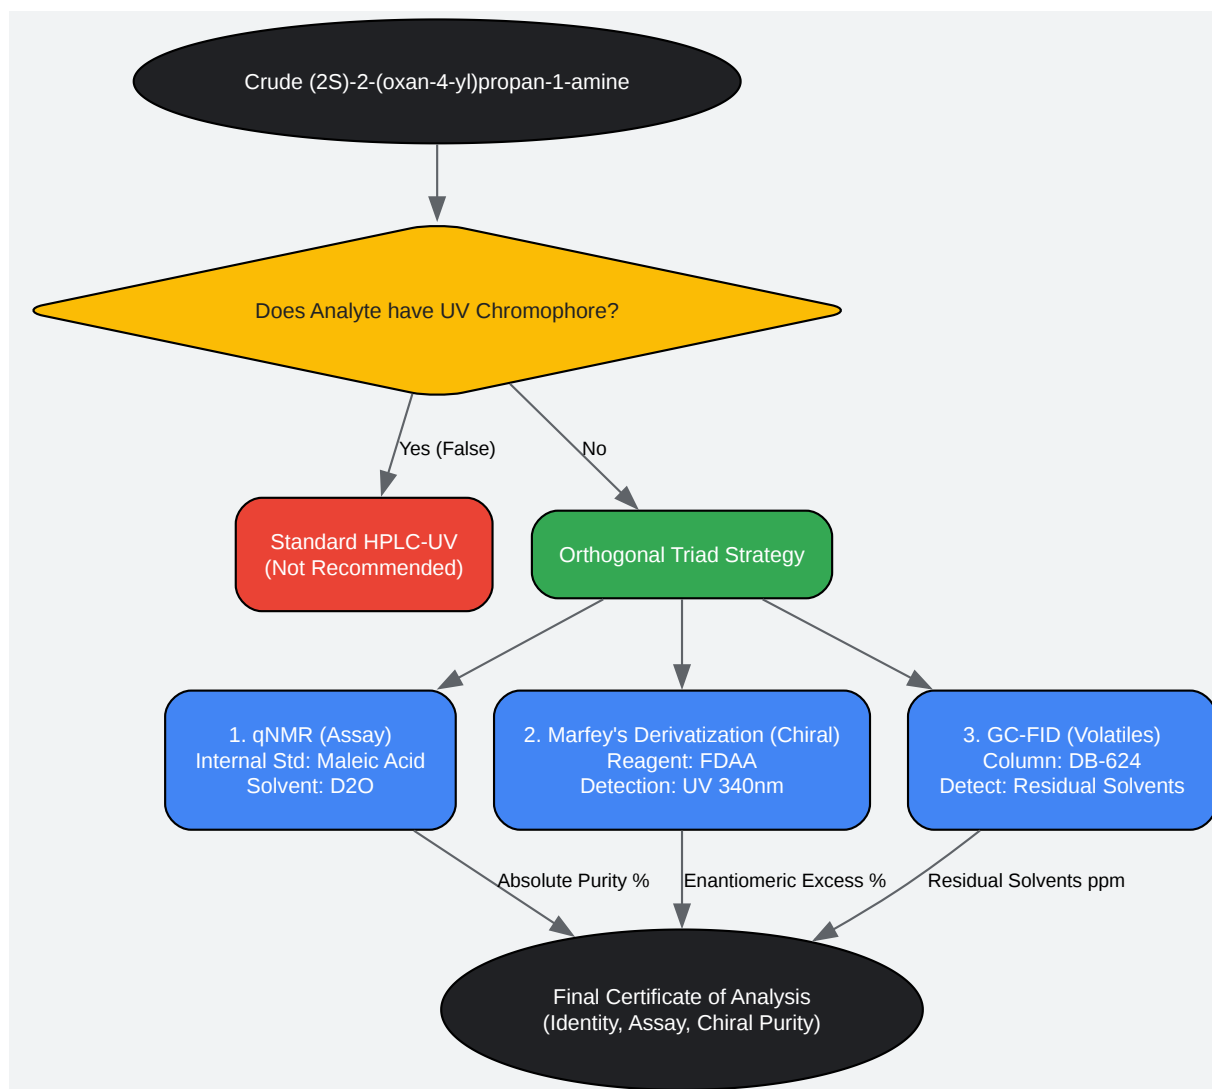 Crude (2S)-2-(oxan-4-yl)propan-1-amine
Does Analyte have UV Chromophore?
Yes (False)
No
Standard HPLC-UV
(Not Recommended)
Orthogonal Triad Strategy
1. qNMR (Assay)
Internal Std: Maleic Acid
Solvent: D2O
2. Marfey's Derivatization (Chiral)
Reagent: FDAA
Detection: UV 340nm
3. GC-FID (Volatiles)
Column: DB-624
Detect: Residual Solvents
Absolute Purity %
Enantiomeric Excess %
Residual Solvents ppm
Final Certificate of Analysis
(Identity, Assay, Chiral Purity)